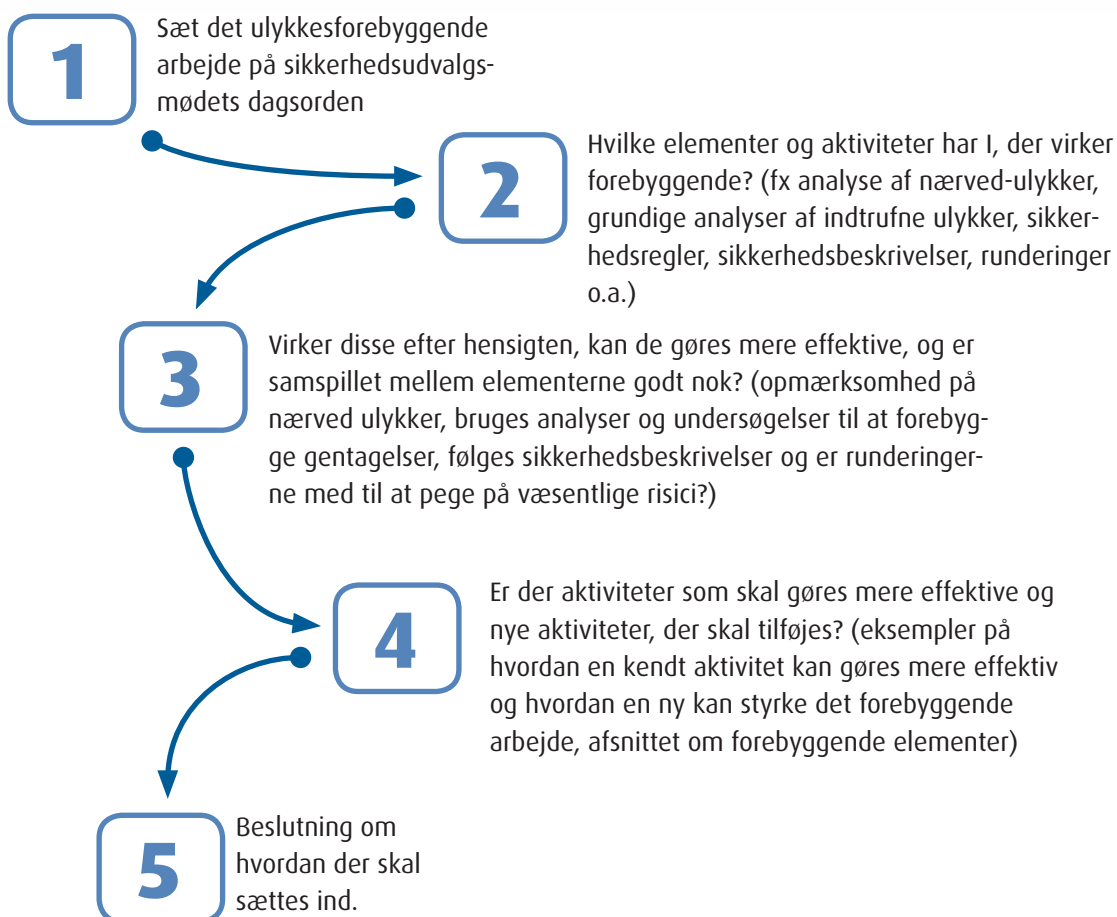 1
Sæt det ulykkesforebyggende
arbejde på sikkerhedsudvalgs-
mødets dagsorden
2
Hvilke elementer og aktiviteter har I, der virker
forebyggende? (fx analyse af nærved-ulykker,
grundige analyser af indtrufne ulykker, sikker-
hedsregler, sikkerhedsbeskrivelser, runderinger
o.a.)
3
Virker disse efter hensigten, kan de gøres mere effektive, og er
samspillet mellem elementerne godt nok? (opmærksomhed på
nærved ulykker, bruges analyser og undersøgelser til at forebyg-
ge gentagelser, følges sikkerhedsbeskrivelser og er runderinger-
ne med til at pege på væsentlige risici?)
4
Er der aktiviteter som skal gøres mere effektive og
nye aktiviteter, der skal tilføjes? (eksempler på
hvordan en kendt aktivitet kan gøres mere effektiv
og hvordan en ny kan styrke det forebyggende
arbejde, afsnittet om forebyggende elementer)
5
Beslutning om
hvordan der skal
sættes ind.